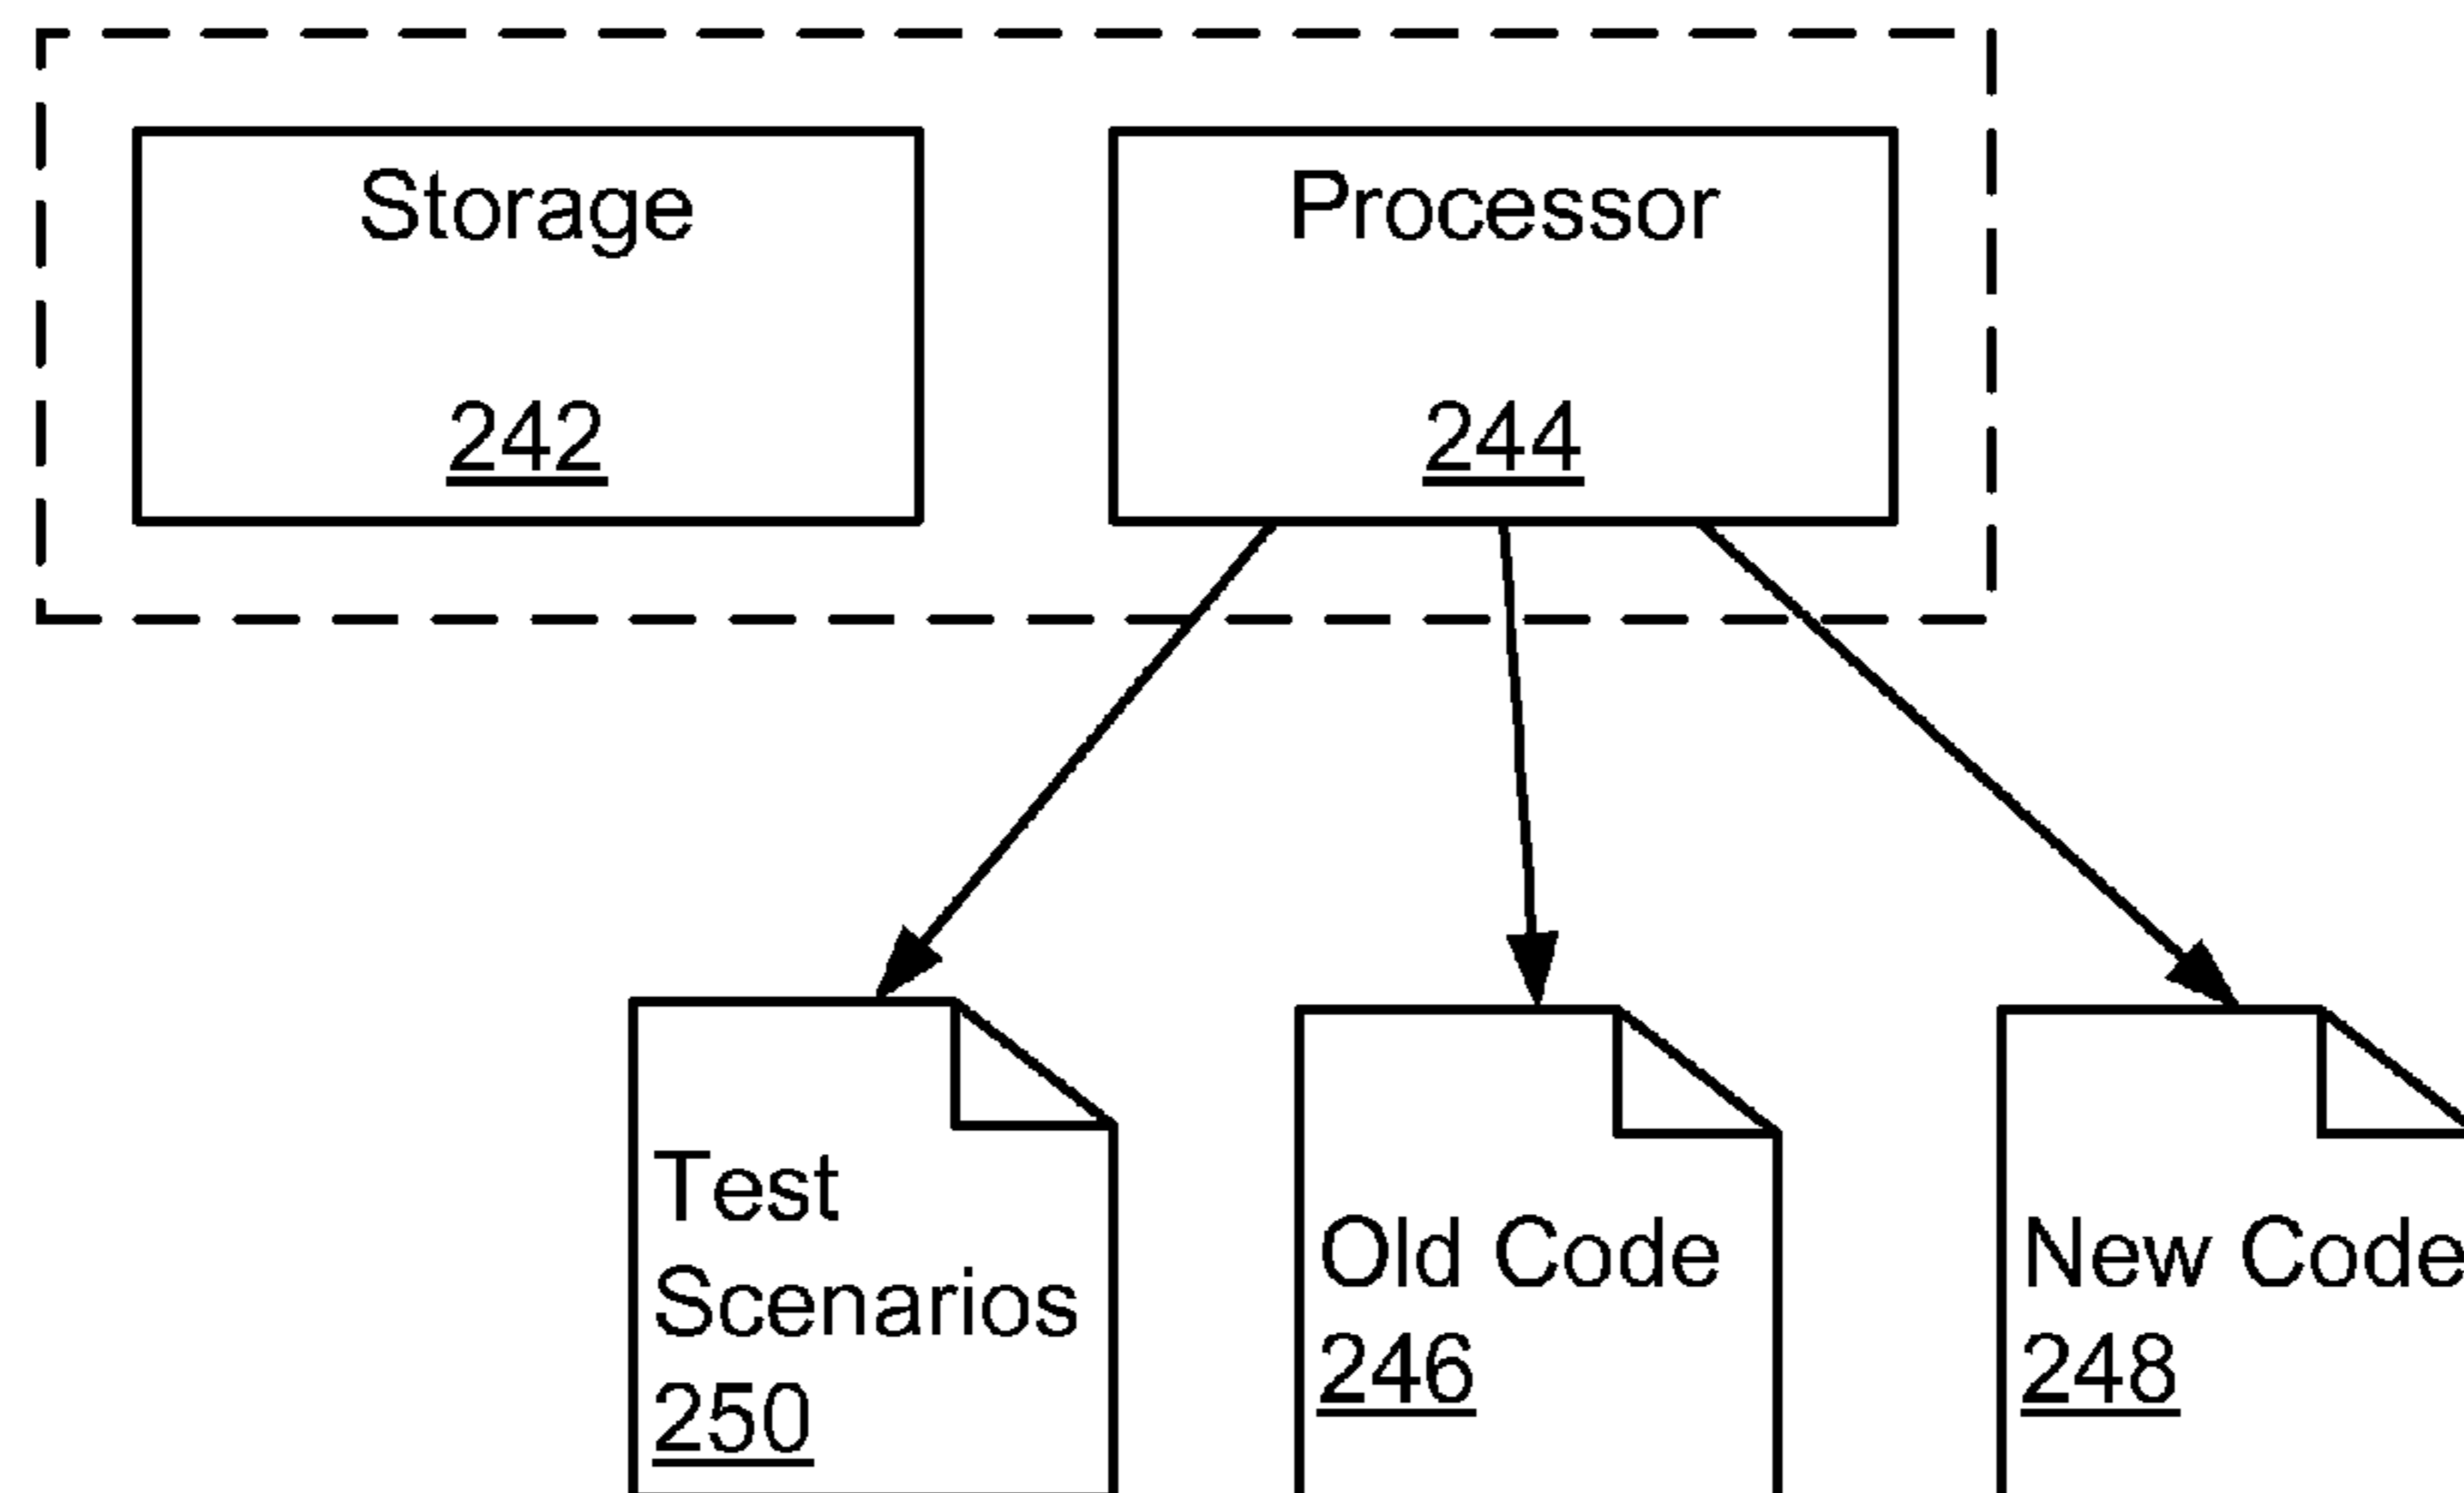 Storage
242
Processor
244
Test
Scenarios
250
Old Code
246
New Code
248